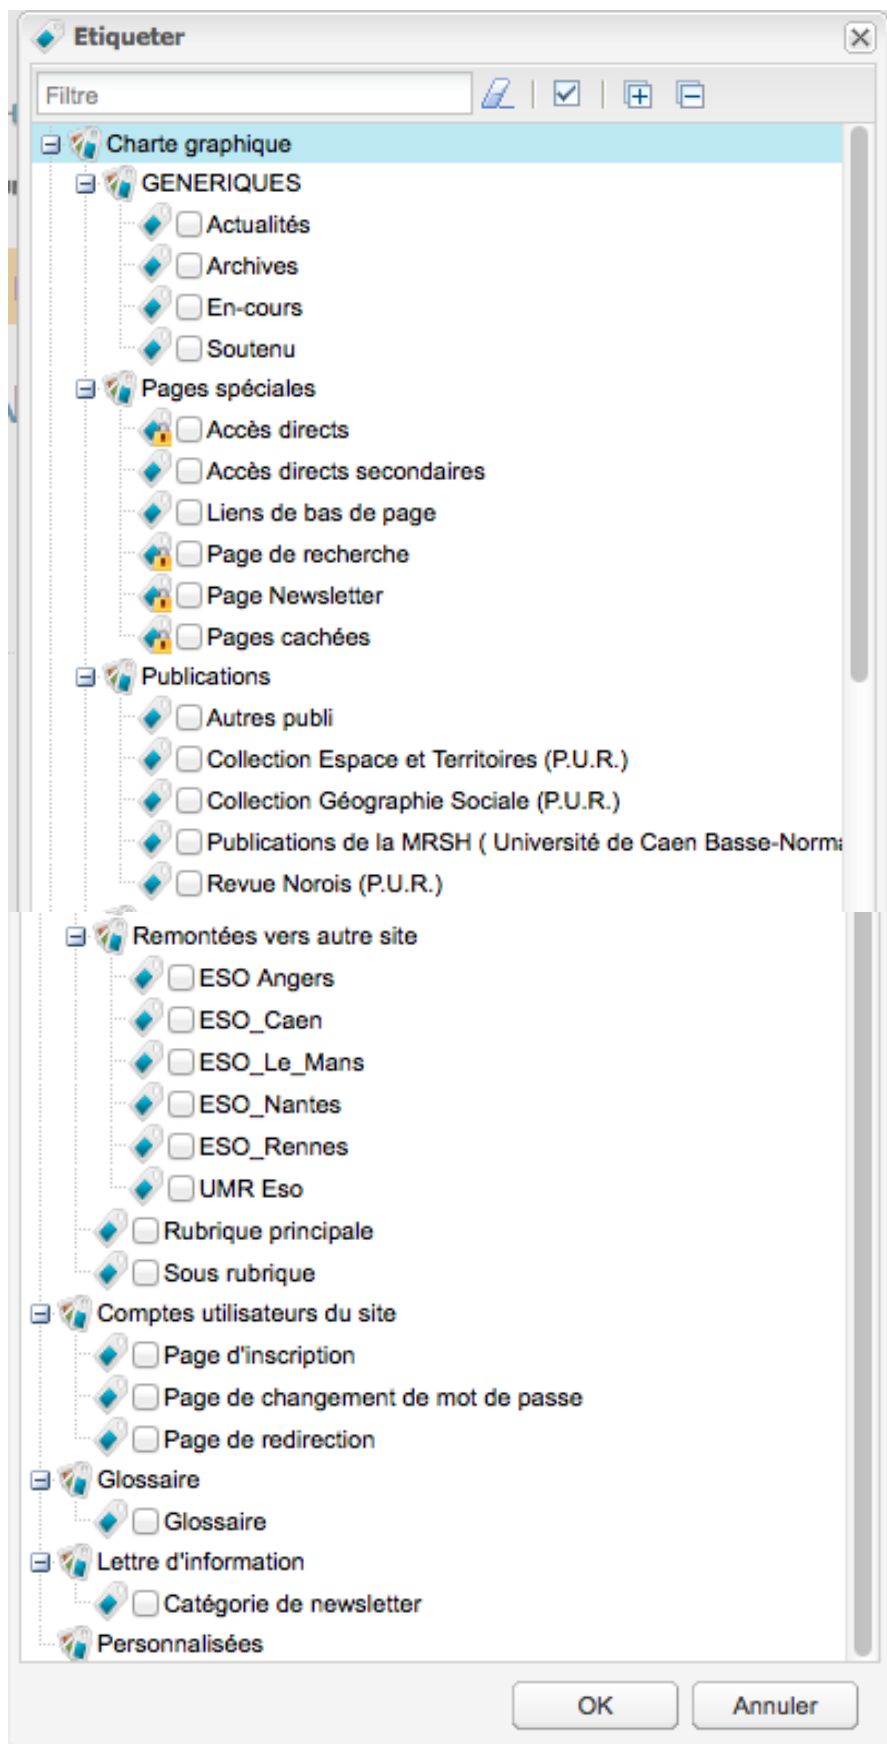 Etiqueter
Filtre
Charte graphique
GENERIQUES
Actualités
Archives
En-cours
Soutenu
Pages spéciales
Accès directs
Accès directs secondaires
Liens de bas de page
Page de recherche
Page Newsletter
Pages cachées
Publications
Autres publi
Collection Espace et Territoires (P.U.R.)
Collection Géographie Sociale (P.U.R.)
Publications de la MRSH ( Université de Caen Basse-Norma
Revue Norois (P.U.R.)
Remontées vers autre site
ESO Angers
ESO_Caen
ESO_Le_Mans
ESO_Nantes
ESO_Rennes
UMR Eso
Rubrique principale
Sous rubrique
Comptes utilisateurs du site
Page d'inscription
Page de changement de mot de passe
Page de redirection
Glossaire
Glossaire
Lettre d'information
Catégorie de newsletter
Personnalisées
OK Annuler